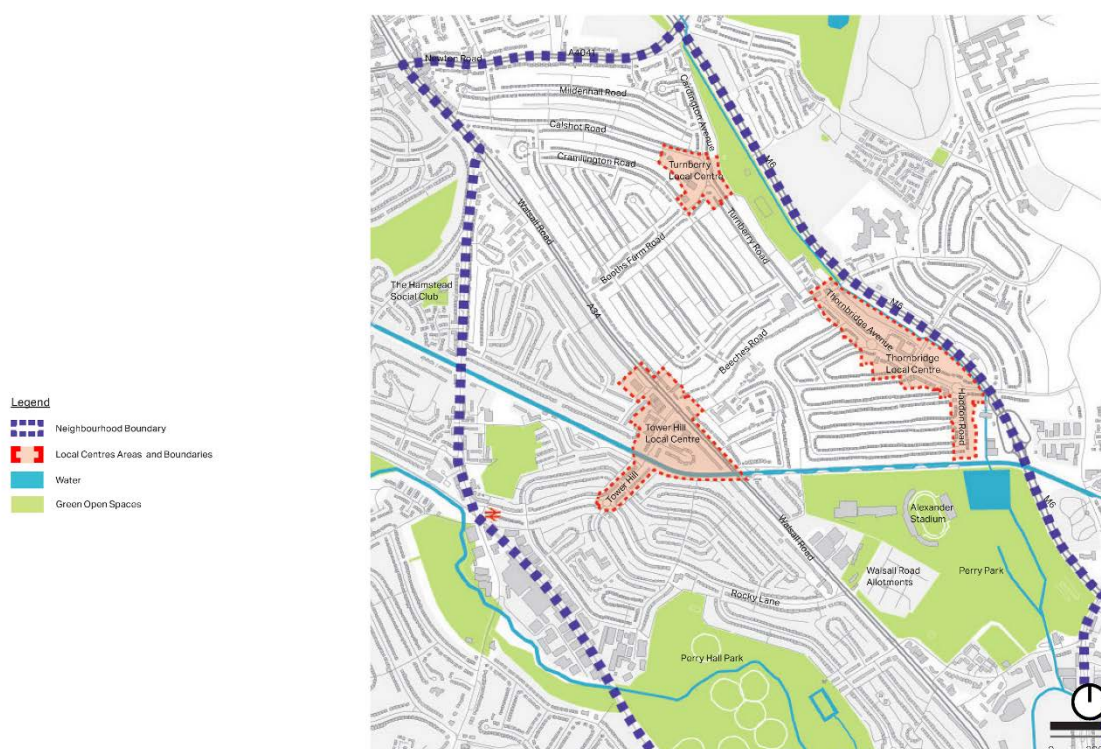 Newton Road
A4041
Mildenhall Road
Cardington Avenue
Calshot Road
Cramlington Road
Turnberry
Local Centre
M6
Walsall Road
Turnberry Road
Booths Farm Road
The Hamstead
Social Club
A34
Thornbridge Avenue
M6
Beeches Road
Thornbridge
Local Centre
Haddon Road
Legend
Neighbourhood Boundary
Local Centres Areas and Boundaries
Water
Green Open Spaces
Tower Hill
Local Centre
Tower Hill
M6
Alexander
Stadium
Walsall Road
Walsall Road
Allotments
Perry Park
Rocky Lane
Perry Hall Park